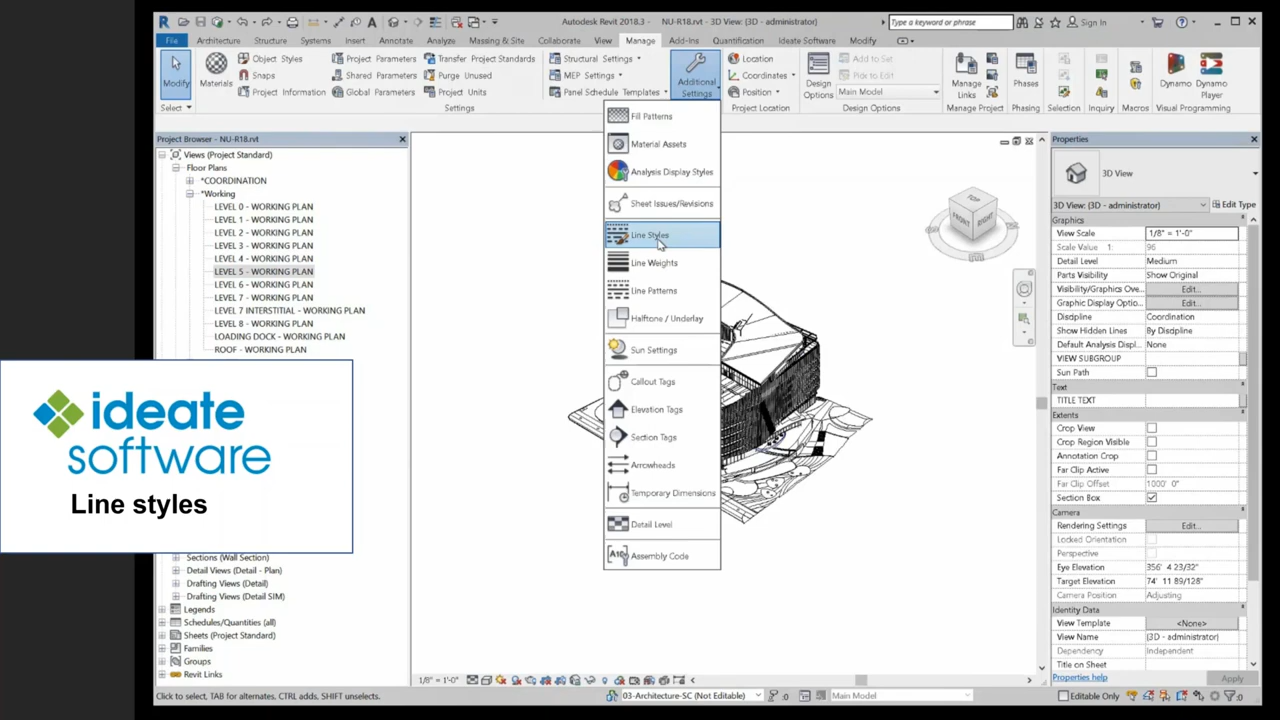 Autodesk Revit 2018.3 - NU-R18.rvt - 3D View: (3D - administrator)
Type a keyword or phrase
Sign In
File Architecture Structure Systems Insert Annotate Analyze Massing & Site Collaborate View Manage Add-Ins Quantification Ideate Software Modify
Modify
Select
Materials
Object Styles
Snaps
Project Information
Project Parameters
Shared Parameters
Global Parameters
Transfer Project Standards
Purge Unused
Project Units
Settings
Structural Settings
MEP Settings
Panel Schedule Templates
Additional
Settings
Location
Coordinates
Position
Project Location
Design
Options
Add to Set
Pick to Edit
Main Model
Design Options
Manage
Links
Manage Project
Phases
Phasing
Selection
Inquiry
Macros
Dynamo
Dynamo
Player
Visual Programming
Project Browser - NU-R18.rvt
Views (Project Standard)
Floor Plans
*COORDINATION
*Working
LEVEL 0 - WORKING PLAN
LEVEL 1 - WORKING PLAN
LEVEL 2 - WORKING PLAN
LEVEL 3 - WORKING PLAN
LEVEL 4 - WORKING PLAN
LEVEL 5 - WORKING PLAN
LEVEL 6 - WORKING PLAN
LEVEL 7 - WORKING PLAN
LEVEL 7 INTERSTITIAL - WORKING PLAN
LEVEL 8 - WORKING PLAN
LOADING DOCK - WORKING PLAN
ROOF - WORKING PLAN
ideate
software
Line styles
Sections (Wall Section)
Detail Views (Detail - Plan)
Drafting Views (Detail)
Drafting Views (Detail SIM)
Legends
Schedules/Quantities (all)
Sheets (Project Standard)
Families
Groups
Revit Links
Fill Patterns
Material Assets
Analysis Display Styles
Sheet Issues/Revisions
Line Styles
Line Weights
Line Patterns
Halftone / Underlay
Sun Settings
Callout Tags
Elevation Tags
Section Tags
Arrowheads
Temporary Dimensions
Detail Level
Assembly Code
TOP
FRONT
RIGHT
Properties
3D View
3D View: (3D - administrator) Edit Type
Graphics
View Scale 1/8" = 1'-0"
Scale Value 1: 96
Detail Level Medium
Parts Visibility Show Original
Visibility/Graphics Ove... Edit...
Graphic Display Optio... Edit...
Discipline Coordination
Show Hidden Lines By Discipline
Default Analysis Displ... None
VIEW SUBGROUP
Sun Path
Text
TITLE TEXT
Extents
Crop View
Crop Region Visible
Annotation Crop
Far Clip Active
Far Clip Offset 1000' 0"
Section Box
Camera
Rendering Settings Edit...
Locked Orientation
Perspective
Eye Elevation 356' 4 23/32"
Target Elevation 74' 11 89/128"
Camera Position Adjusting
Identity Data
View Template <None>
View Name (3D - administrator)
Dependency Independent
Title on Sheet
Properties help Apply
1/8" = 1'-0"
Click to select, TAB for alternates, CTRL adds, SHIFT unselects.
03-Architecture-SC (Not Editable)
:0
Main Model
Editable Only
:0